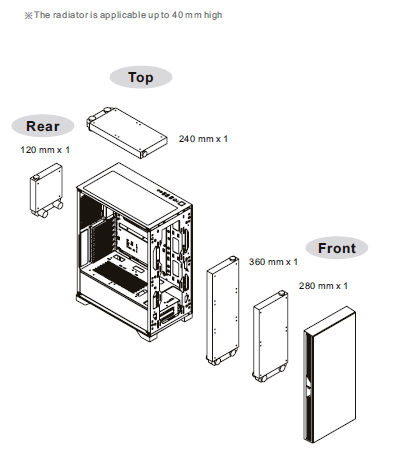 ※ The radiator is applicable up to 40 mm high
Top
Rear
240 mm x 1
120 mm x 1
Front
360 mm x 1
280 mm x 1